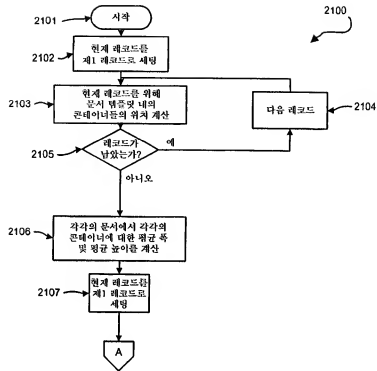 2100
2101
시작
2102
현재 레코드를
제1 레코드로 세팅
2103
현재 레코드를 위해
문서 템플릿 내의
콘테이너들의 위치 계산
다음 레코드
2104
2105
레코드가
남았는가?
예
아니오
2106
각각의 문서에서 각각의
콘테이너에 대한 평균 폭
및 평균 높이를 계산
2107
현재 레코드를
제1 레코드로
세팅
A